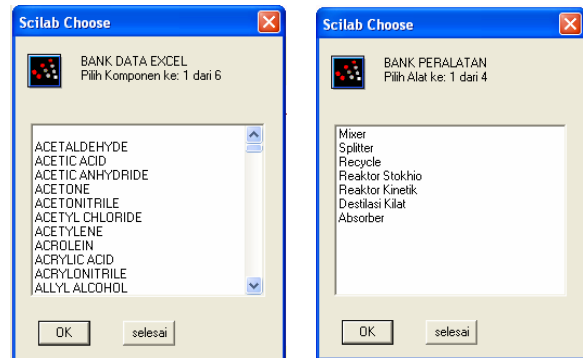 Scilab Choose
BANK DATA EXCEL
Pilih Komponen ke: 1 dari 6
ACETALDEHYDE
ACETIC ACID
ACETIC ANHYDRIDE
ACETONE
ACETONITRILE
ACETYL CHLORIDE
ACETYLENE
ACROLEIN
ACRYLIC ACID
ACRYLONITRILE
ALLYL ALCOHOL
OK
selesai
Scilab Choose
BANK PERALATAN
Pilih Alat ke: 1 dari 4
Mixer
Splitter
Recycle
Reaktor Stokhio
Reaktor Kinetik
Destilasi Kilat
Absorber
OK
selesai